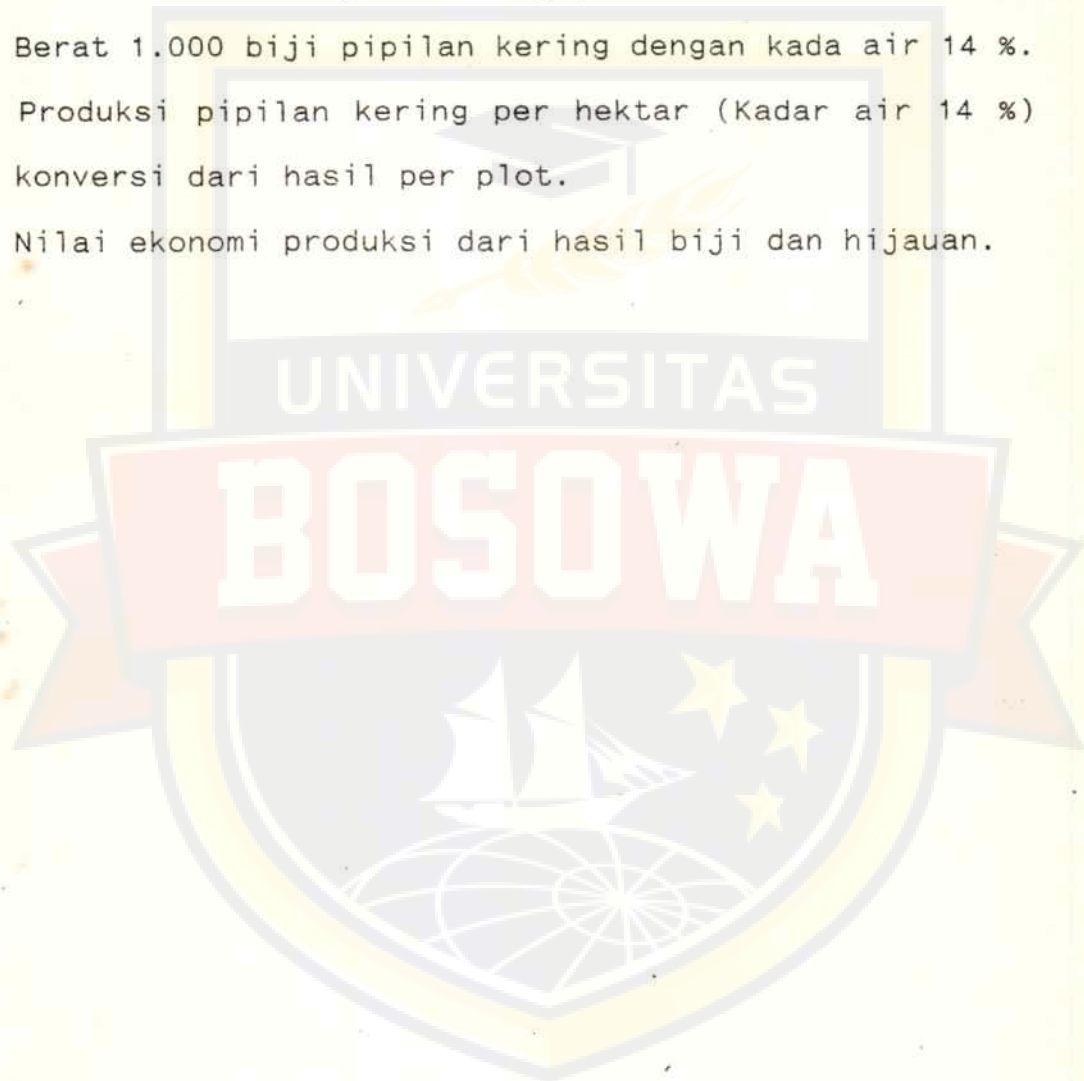 Berat 1.000 biji pipilan kering dengan kada air 14 %.
Produksi pipilan kering per hektar (Kadar air 14 %)
konversi dari hasil per plot.
Nilai ekonomi produksi dari hasil biji dan hijauan.
UNIVERSITAS
BOSOWA